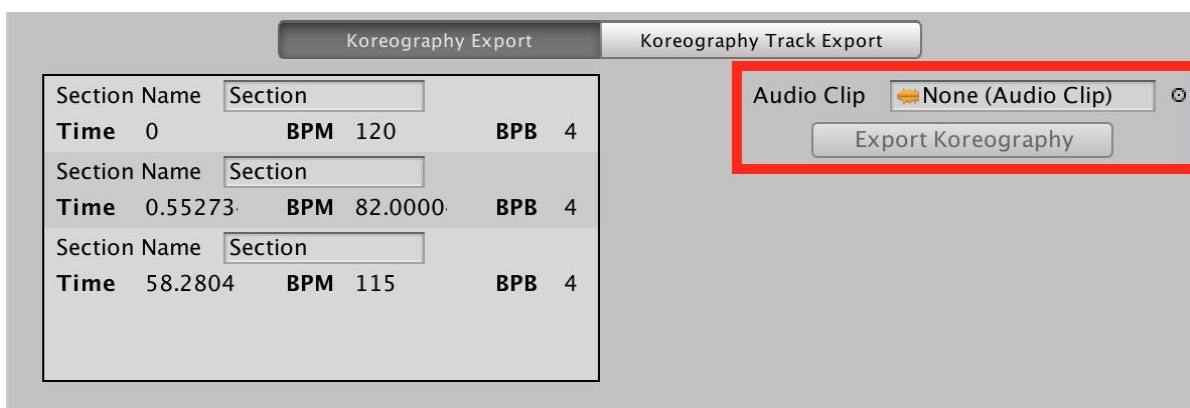 Koreography Export Koreography Track Export
Section Name Section
Time 0 BPM 120 BPB 4
Section Name Section
Time 0.55273 BPM 82.0000 BPB 4
Section Name Section
Time 58.2804 BPM 115 BPB 4
Audio Clip None (Audio Clip)
Export Koreography